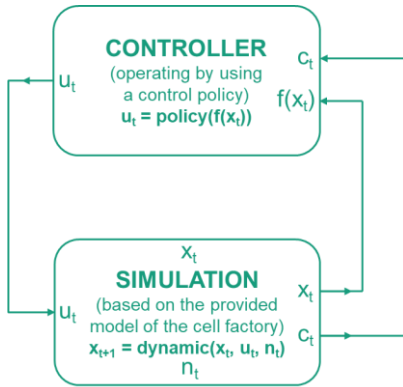 CONTROLLER
(operating by using
a control policy)
uₜ = policy(f(xₜ))
uₜ
cₜ
f(xₜ)
xₜ
SIMULATION
(based on the provided
model of the cell factory)
xₜ₊₁ = dynamic(xₜ, uₜ, nₜ)
nₜ
uₜ
xₜ
cₜ